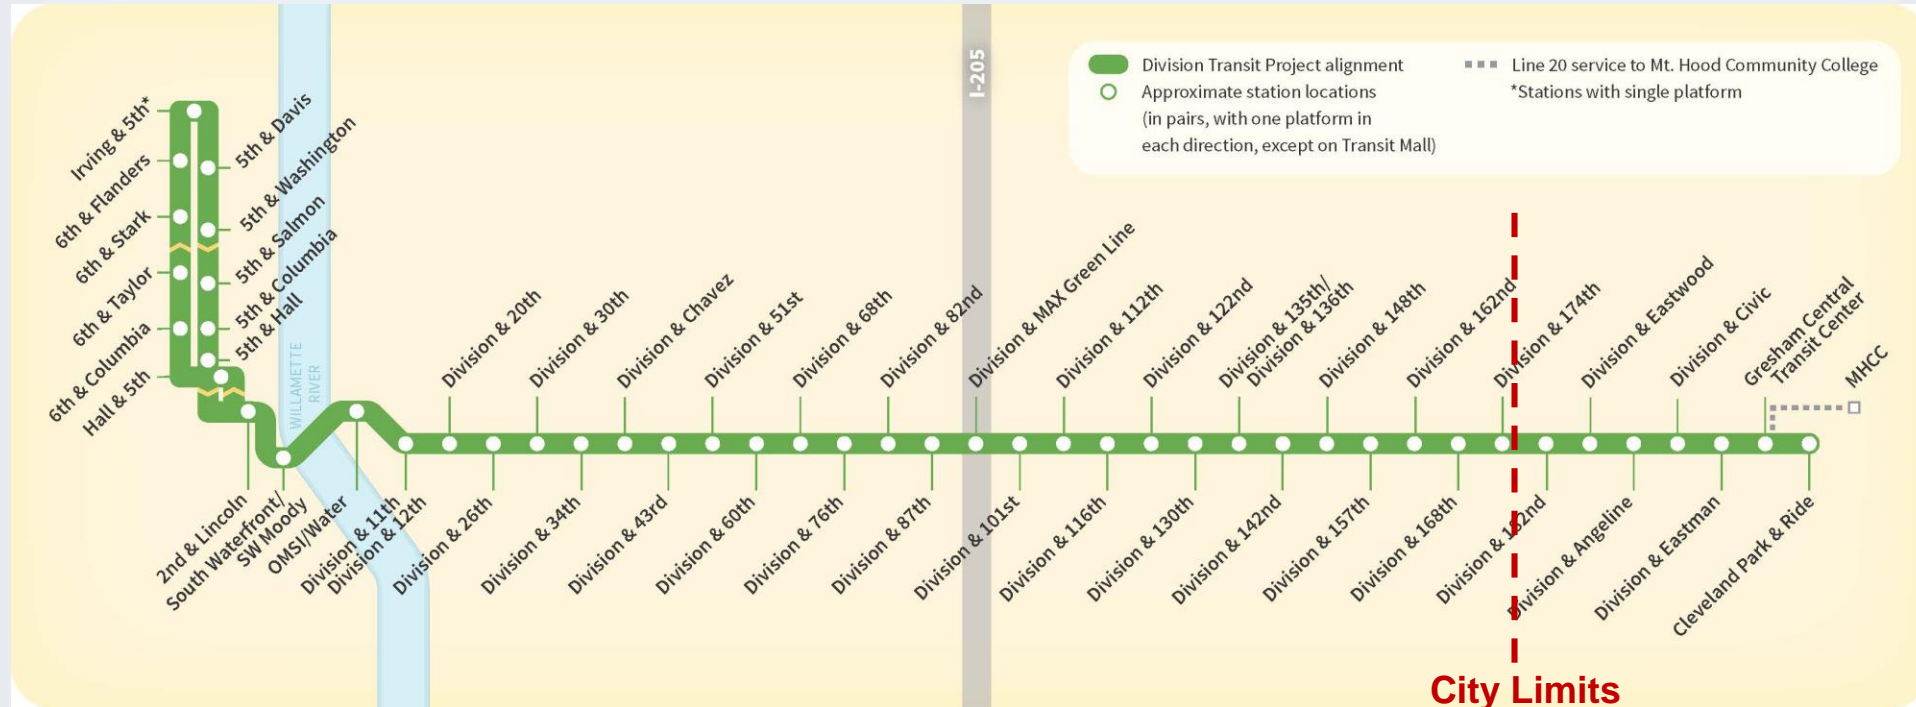 I-205
Division Transit Project alignment
Approximate station locations
(in pairs, with one platform in
each direction, except on Transit Mall)
Line 20 service to Mt. Hood Community College
*Stations with single platform
Irving & 5th*
6th & Flanders
6th & Stark
6th & Taylor
6th & Columbia
Hall & 5th
5th & Davis
5th & Washington
5th & Salmon
5th & Columbia
5th & Hall
WILLAMETTE
RIVER
Division & 20th
Division & 30th
Division & Chavez
Division & 51st
Division & 68th
Division & 82nd
Division & MAX Green Line
Division & 112th
Division & 122nd
Division & 135th/
Division & 136th
Division & 148th
Division & 162nd
Division & 174th
Division & Eastwood
Division & Civic
Gresham Central
Transit Center
MHCC
2nd & Lincoln
South Waterfront/
SW Moody
OMSI/Water
Division & 11th
Division & 12th
Division & 26th
Division & 34th
Division & 43rd
Division & 60th
Division & 76th
Division & 87th
Division & 101st
Division & 116th
Division & 130th
Division & 142nd
Division & 157th
Division & 168th
Division & 182nd
Division & Angeline
Division & Eastman
Cleveland Park & Ride
City Limits